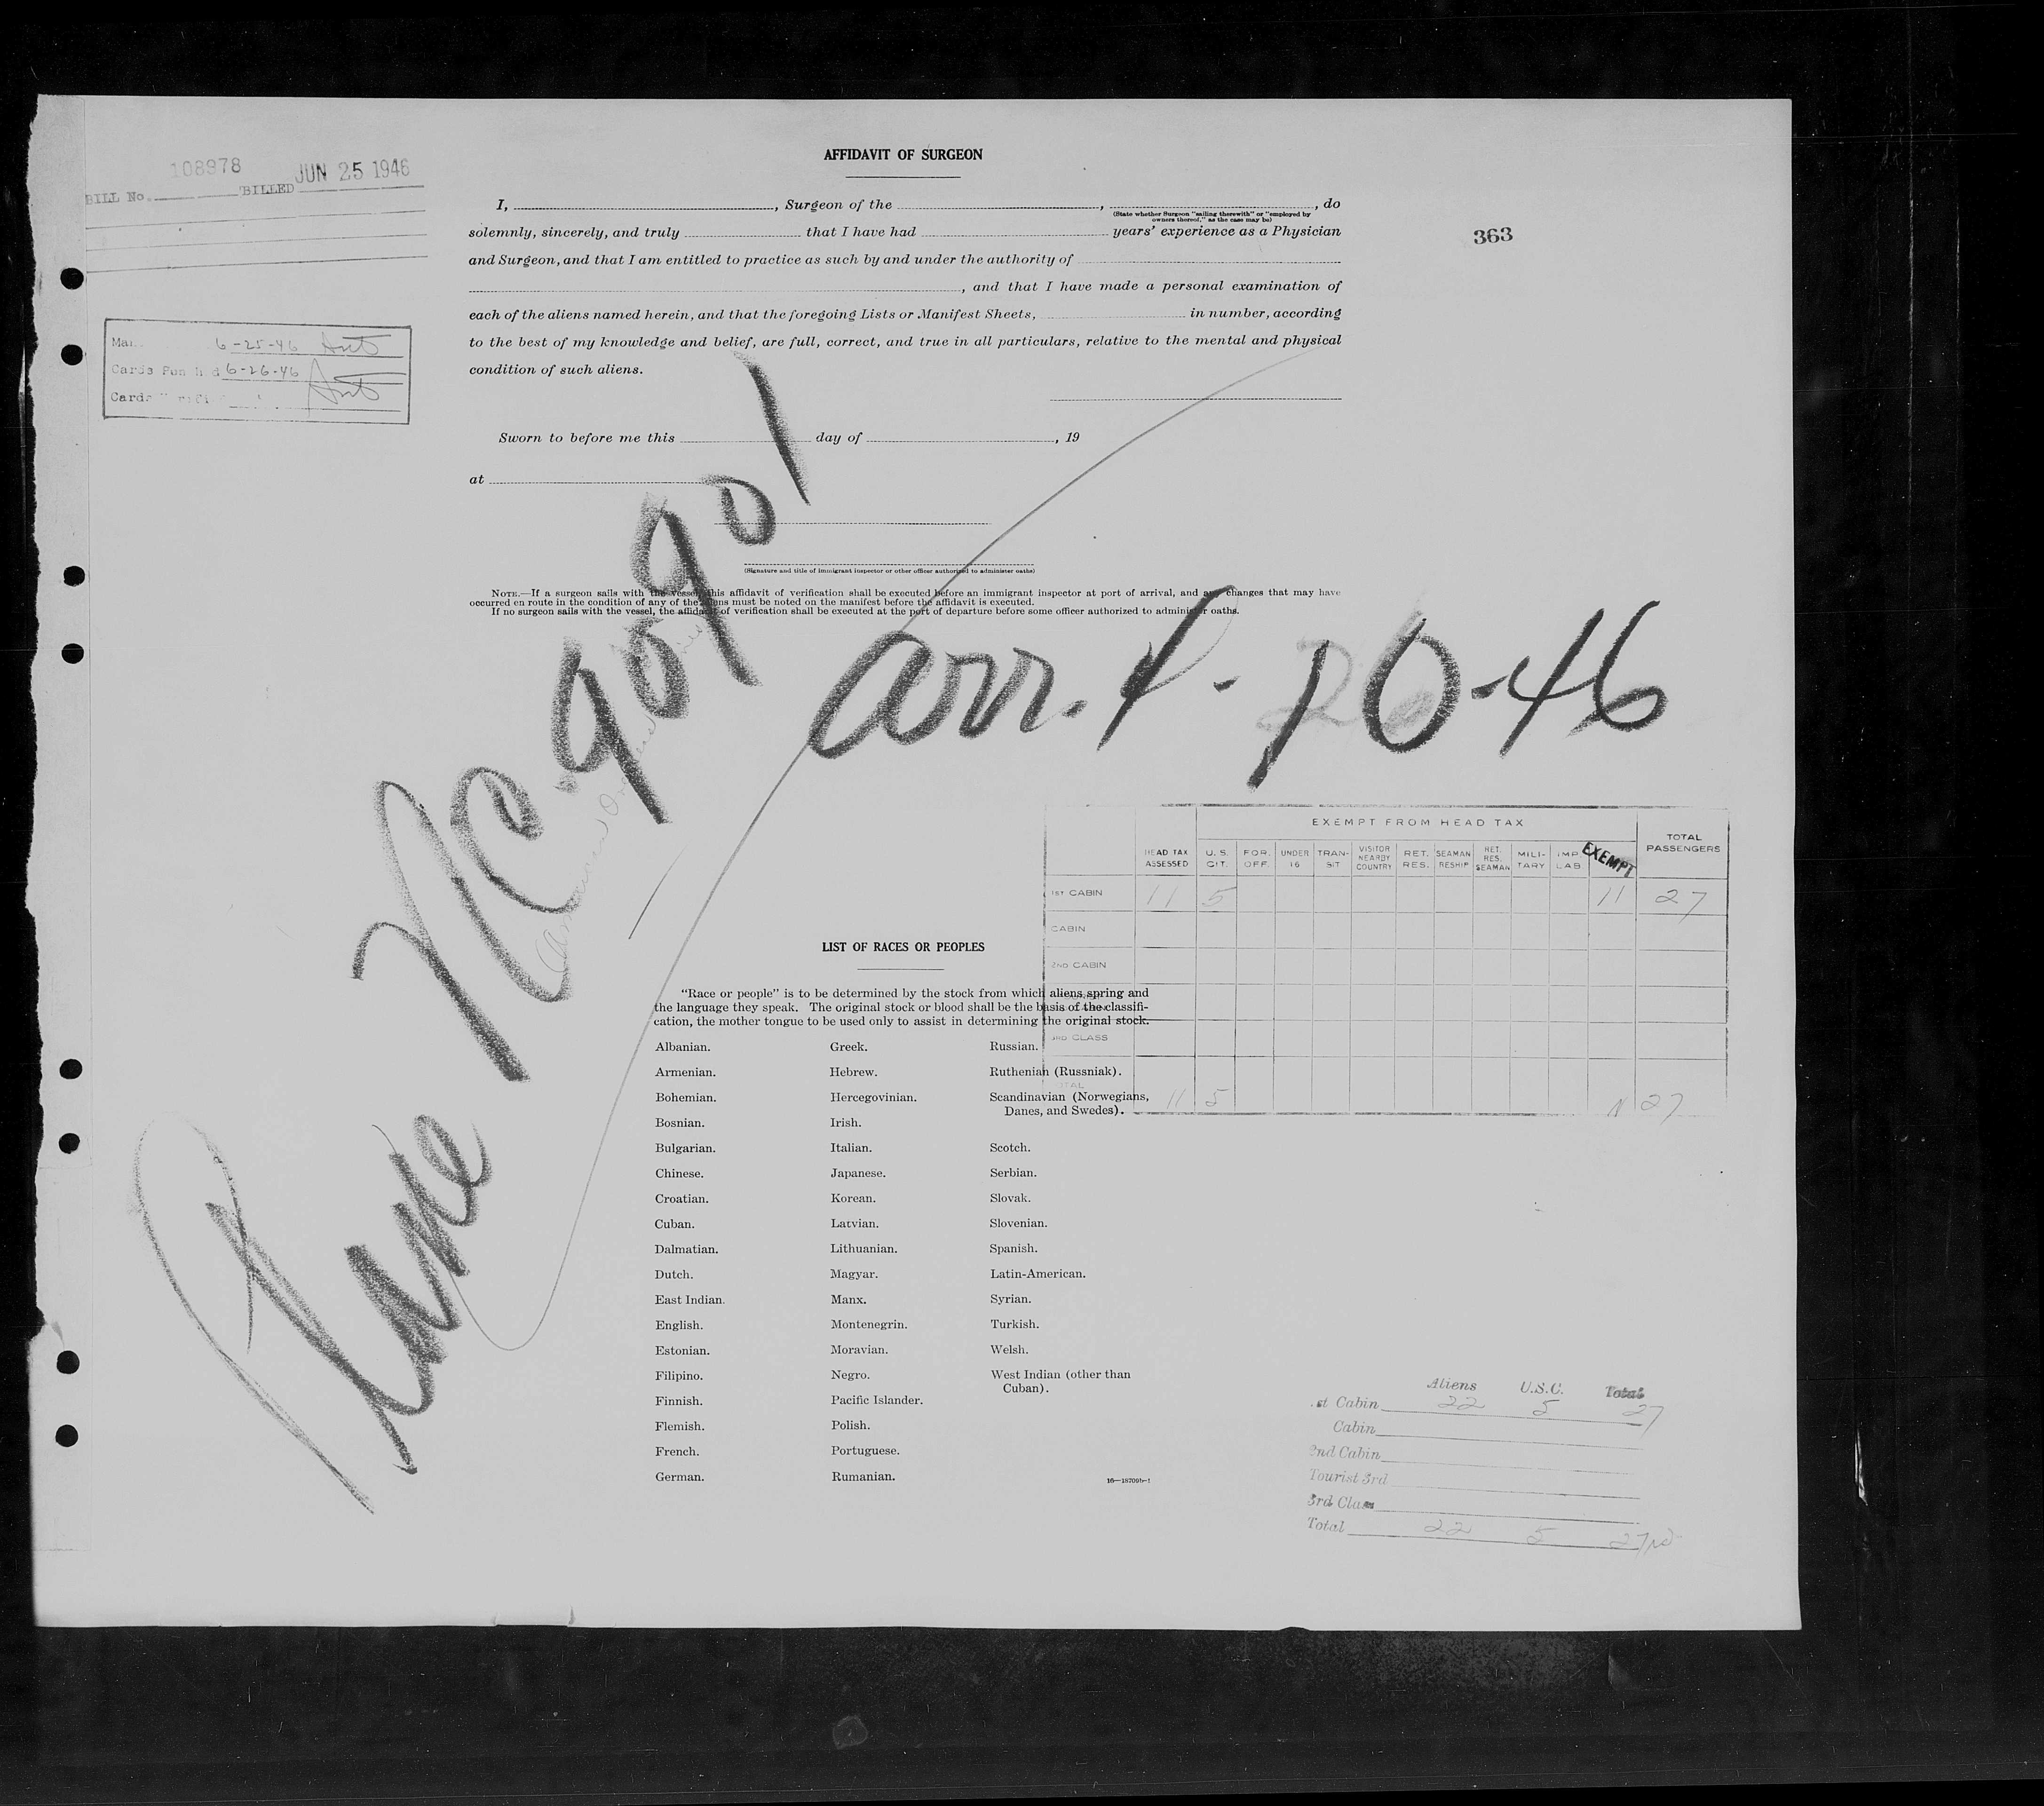 108978 JUN 25 1946
BILL No. BILLED
363
6-25-46
Cards 6-26-46
Cards
AFFIDAVIT OF SURGEON
I, , Surgeon of the , , do
(State whether Surgeon "sailing therewith" or "employed by
owners thereof," as the case may be)
solemnly, sincerely, and truly that I have had years' experience as a Physician
and Surgeon, and that I am entitled to practice as such by and under the authority of
, and that I have made a personal examination of
each of the aliens named herein, and that the foregoing Lists or Manifest Sheets, in number, according
to the best of my knowledge and belief, are full, correct, and true in all particulars, relative to the mental and physical
condition of such aliens.
Sworn to before me this day of , 19
at
(Signature and title of immigrant inspector or other officer authorized to administer oaths)
NOTE.—If a surgeon sails with the vessel, this affidavit of verification shall be executed before an immigrant inspector at port of arrival, and any changes that may have
occurred en route in the condition of any of the aliens must be noted on the manifest before the affidavit is executed.
If no surgeon sails with the vessel, the affidavit of verification shall be executed at the port of departure before some officer authorized to administer oaths.
Plane NC-90901
arr. 10-46
EXEMPT FROM HEAD TAX
HEAD TAX ASSESSED U. S. CIT. FOR. OFF. UNDER 16 TRAN-SIT VISITOR NEARBY COUNTRY RET. RES. SEAMAN RESHIP RET. RES. SEAMAN MILI-TARY IMP. LAB. EXEMPT TOTAL PASSENGERS
1ST CABIN 11 5 11 27
CABIN
2ND CABIN
3RD CLASS
TOTAL 11 5 11 27
LIST OF RACES OR PEOPLES
"Race or people" is to be determined by the stock from which aliens spring and
the language they speak. The original stock or blood shall be the basis of the classifi-
cation, the mother tongue to be used only to assist in determining the original stock.
Albanian. Greek. Russian.
Armenian. Hebrew. Ruthenian (Russniak).
Bohemian. Hercegovinian. Scandinavian (Norwegians,
Danes, and Swedes).
Bosnian. Irish.
Bulgarian. Italian. Scotch.
Chinese. Japanese. Serbian.
Croatian. Korean. Slovak.
Cuban. Latvian. Slovenian.
Dalmatian. Lithuanian. Spanish.
Dutch. Magyar. Latin-American.
East Indian. Manx. Syrian.
English. Montenegrin. Turkish.
Estonian. Moravian. Welsh.
Filipino. Negro. West Indian (other than
Cuban).
Finnish. Pacific Islander.
Flemish. Polish.
French. Portuguese.
German. Rumanian.
16—18709b-1
Aliens U.S.C. Total
st Cabin 22 5 27
Cabin
2nd Cabin
Tourist 3rd
3rd Class
Total 22 5 27